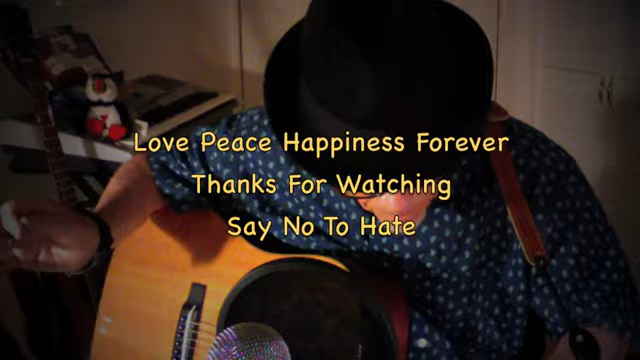 Love Peace Happiness Forever
Thanks For Watching
Say No To Hate